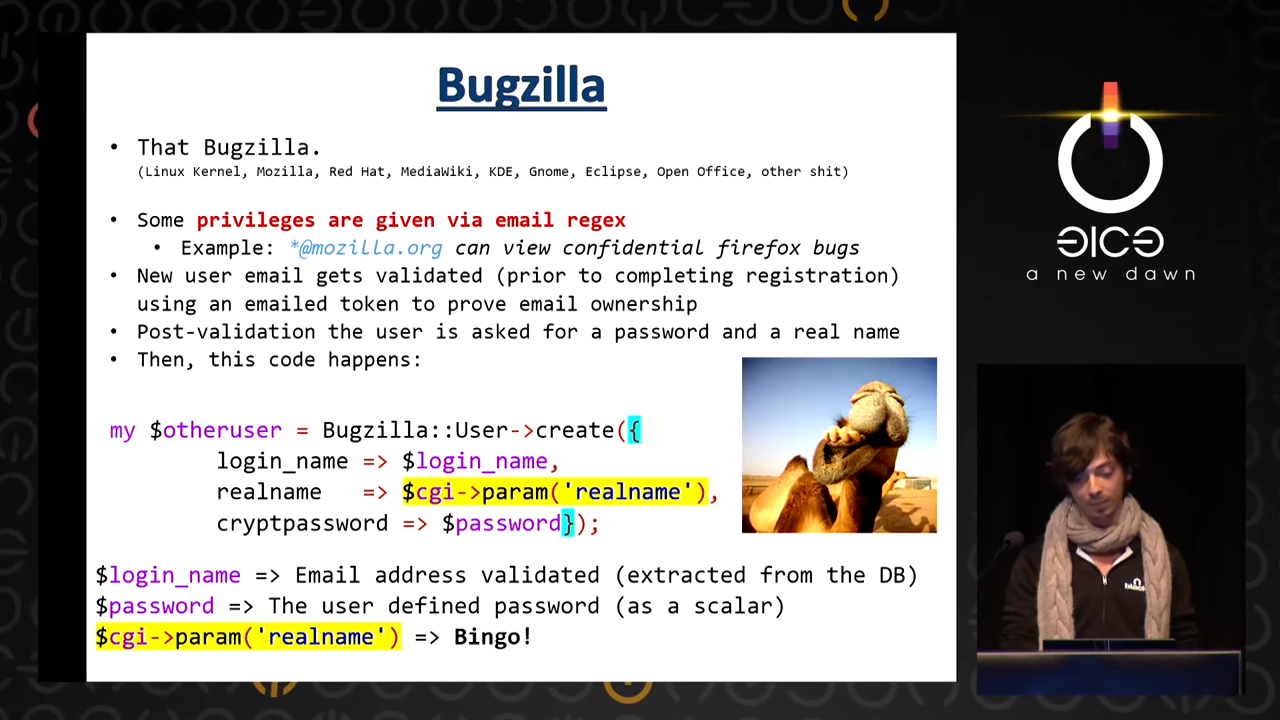 Bugzilla
• That Bugzilla.
(Linux Kernel, Mozilla, Red Hat, MediaWiki, KDE, Gnome, Eclipse, Open Office, other shit)
• Some privileges are given via email regex
• Example: *@mozilla.org can view confidential firefox bugs
• New user email gets validated (prior to completing registration)
using an emailed token to prove email ownership
• Post-validation the user is asked for a password and a real name
• Then, this code happens:
my $otheruser = Bugzilla::User->create({
login_name => $login_name,
realname => $cgi->param('realname'),
cryptpassword => $password});
$login_name => Email address validated (extracted from the DB)
$password => The user defined password (as a scalar)
$cgi->param('realname') => Bingo!
a new dawn